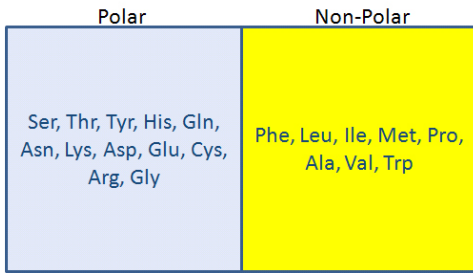 Polar
Non-Polar
Ser, Thr, Tyr, His, Gln,
Asn, Lys, Asp, Glu, Cys,
Arg, Gly
Phe, Leu, Ile, Met, Pro,
Ala, Val, Trp